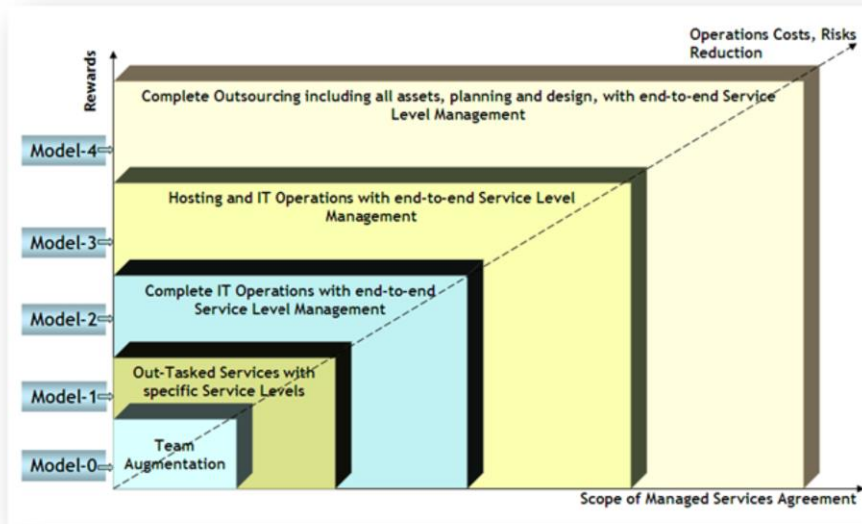 Operations Costs, Risks
Reduction
Rewards
Complete Outsourcing including all assets, planning and design, with end-to-end Service
Level Management
Model-4
Hosting and IT Operations with end-to-end Service Level
Management
Model-3
Complete IT Operations with end-to-end
Service Level Management
Model-2
Out-Tasked Services with
specific Service Levels
Model-1
Team
Augmentation
Model-0
Scope of Managed Services Agreement